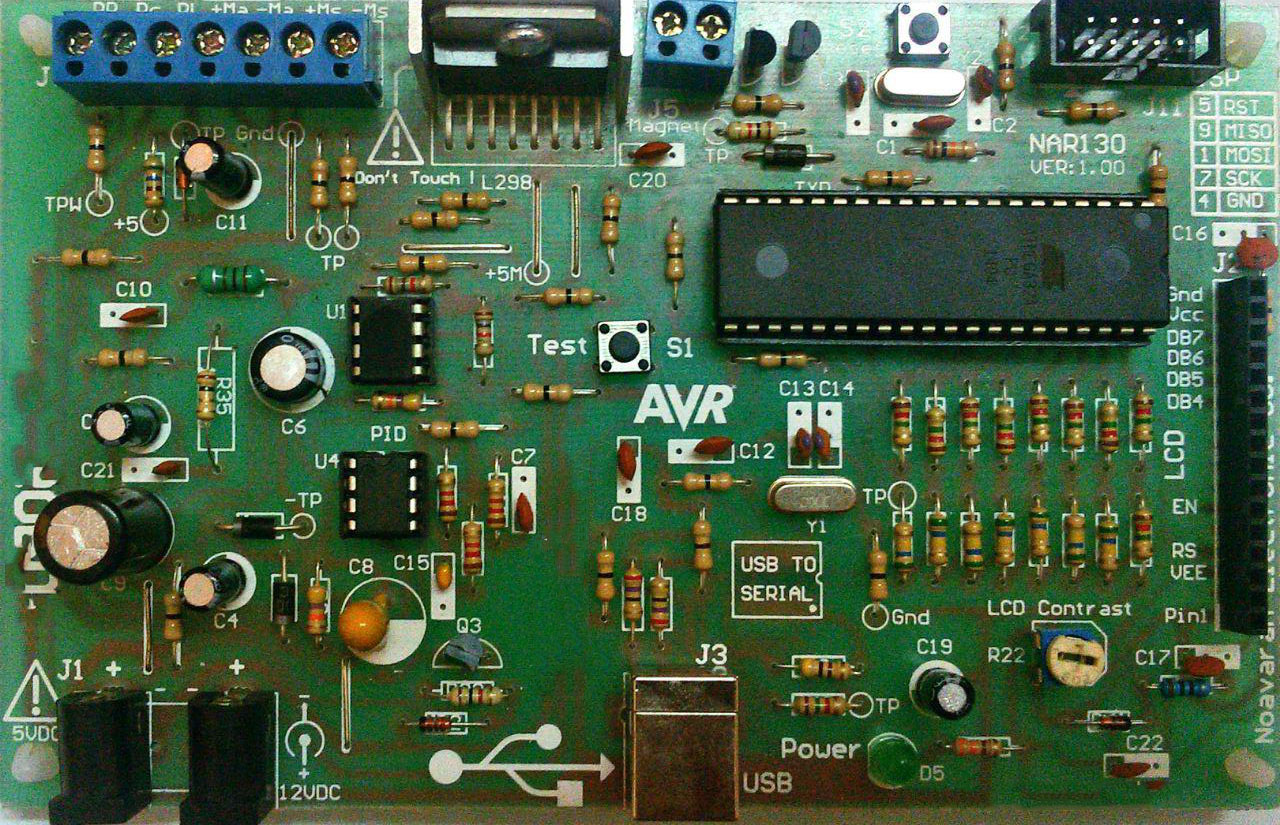 +Ma -Ma +Ms -Ms
S2
J5
Magnet
TP
C1
C2
J11
5 RST
9 MISO
1 MOSI
7 SCK
4 GND
NAR130
VER:1.00
TP Gnd
Don't Touch !
L298
C20
TPW
+5
C11
TP
+5M
C16
Gnd
Vcc
DB7
DB6
DB5
DB4
LCD
EN
RS
VEE
Pin1
C10
U1
Test
S1
AVR
R35
C6
PID
C13 C14
C12
C21
U4
C7
C18
TP
Y1
-TP
C9
C4
C8
C15
Q3
USB TO
SERIAL
Gnd
LCD Contrast
R22
C19
C17
J1
+
+
5VDC
-
+
12VDC
J3
USB
TP
Power
D5
C22